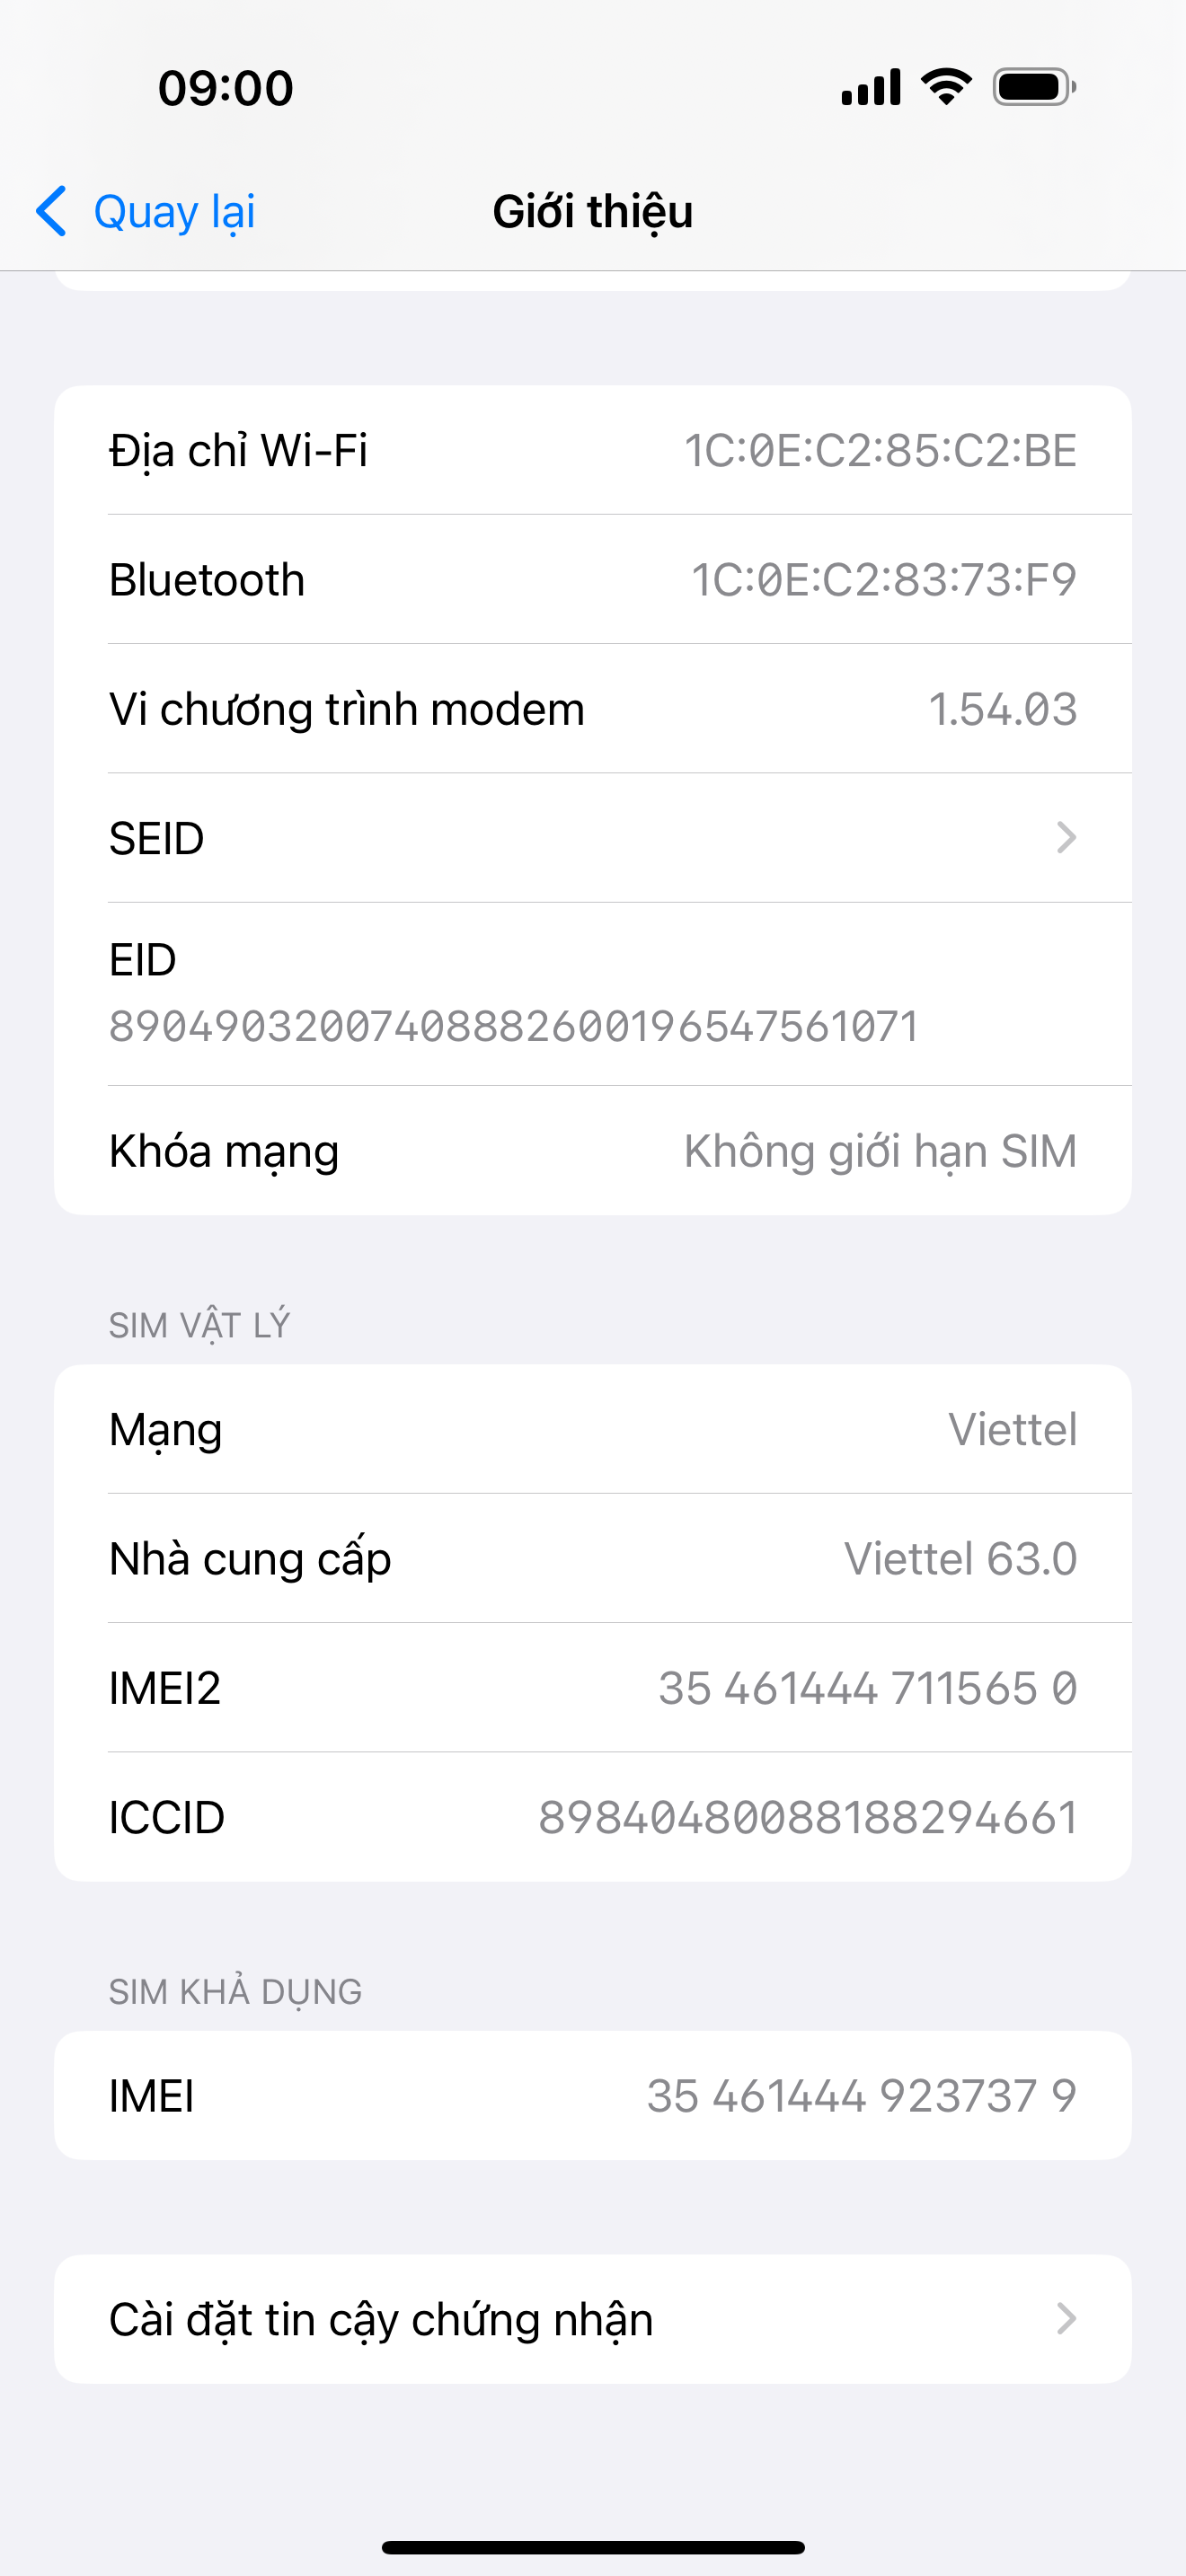 09:00
Quay lại
Giới thiệu
Địa chỉ Wi-Fi 1C:0E:C2:85:C2:BE
Bluetooth 1C:0E:C2:83:73:F9
Vi chương trình modem 1.54.03
SEID
EID
89049032007408882600196547561071
Khóa mạng Không giới hạn SIM
SIM VẬT LÝ
Mạng Viettel
Nhà cung cấp Viettel 63.0
IMEI2 35 461444 711565 0
ICCID 89840480088188294661
SIM KHẢ DỤNG
IMEI 35 461444 923737 9
Cài đặt tin cậy chứng nhận